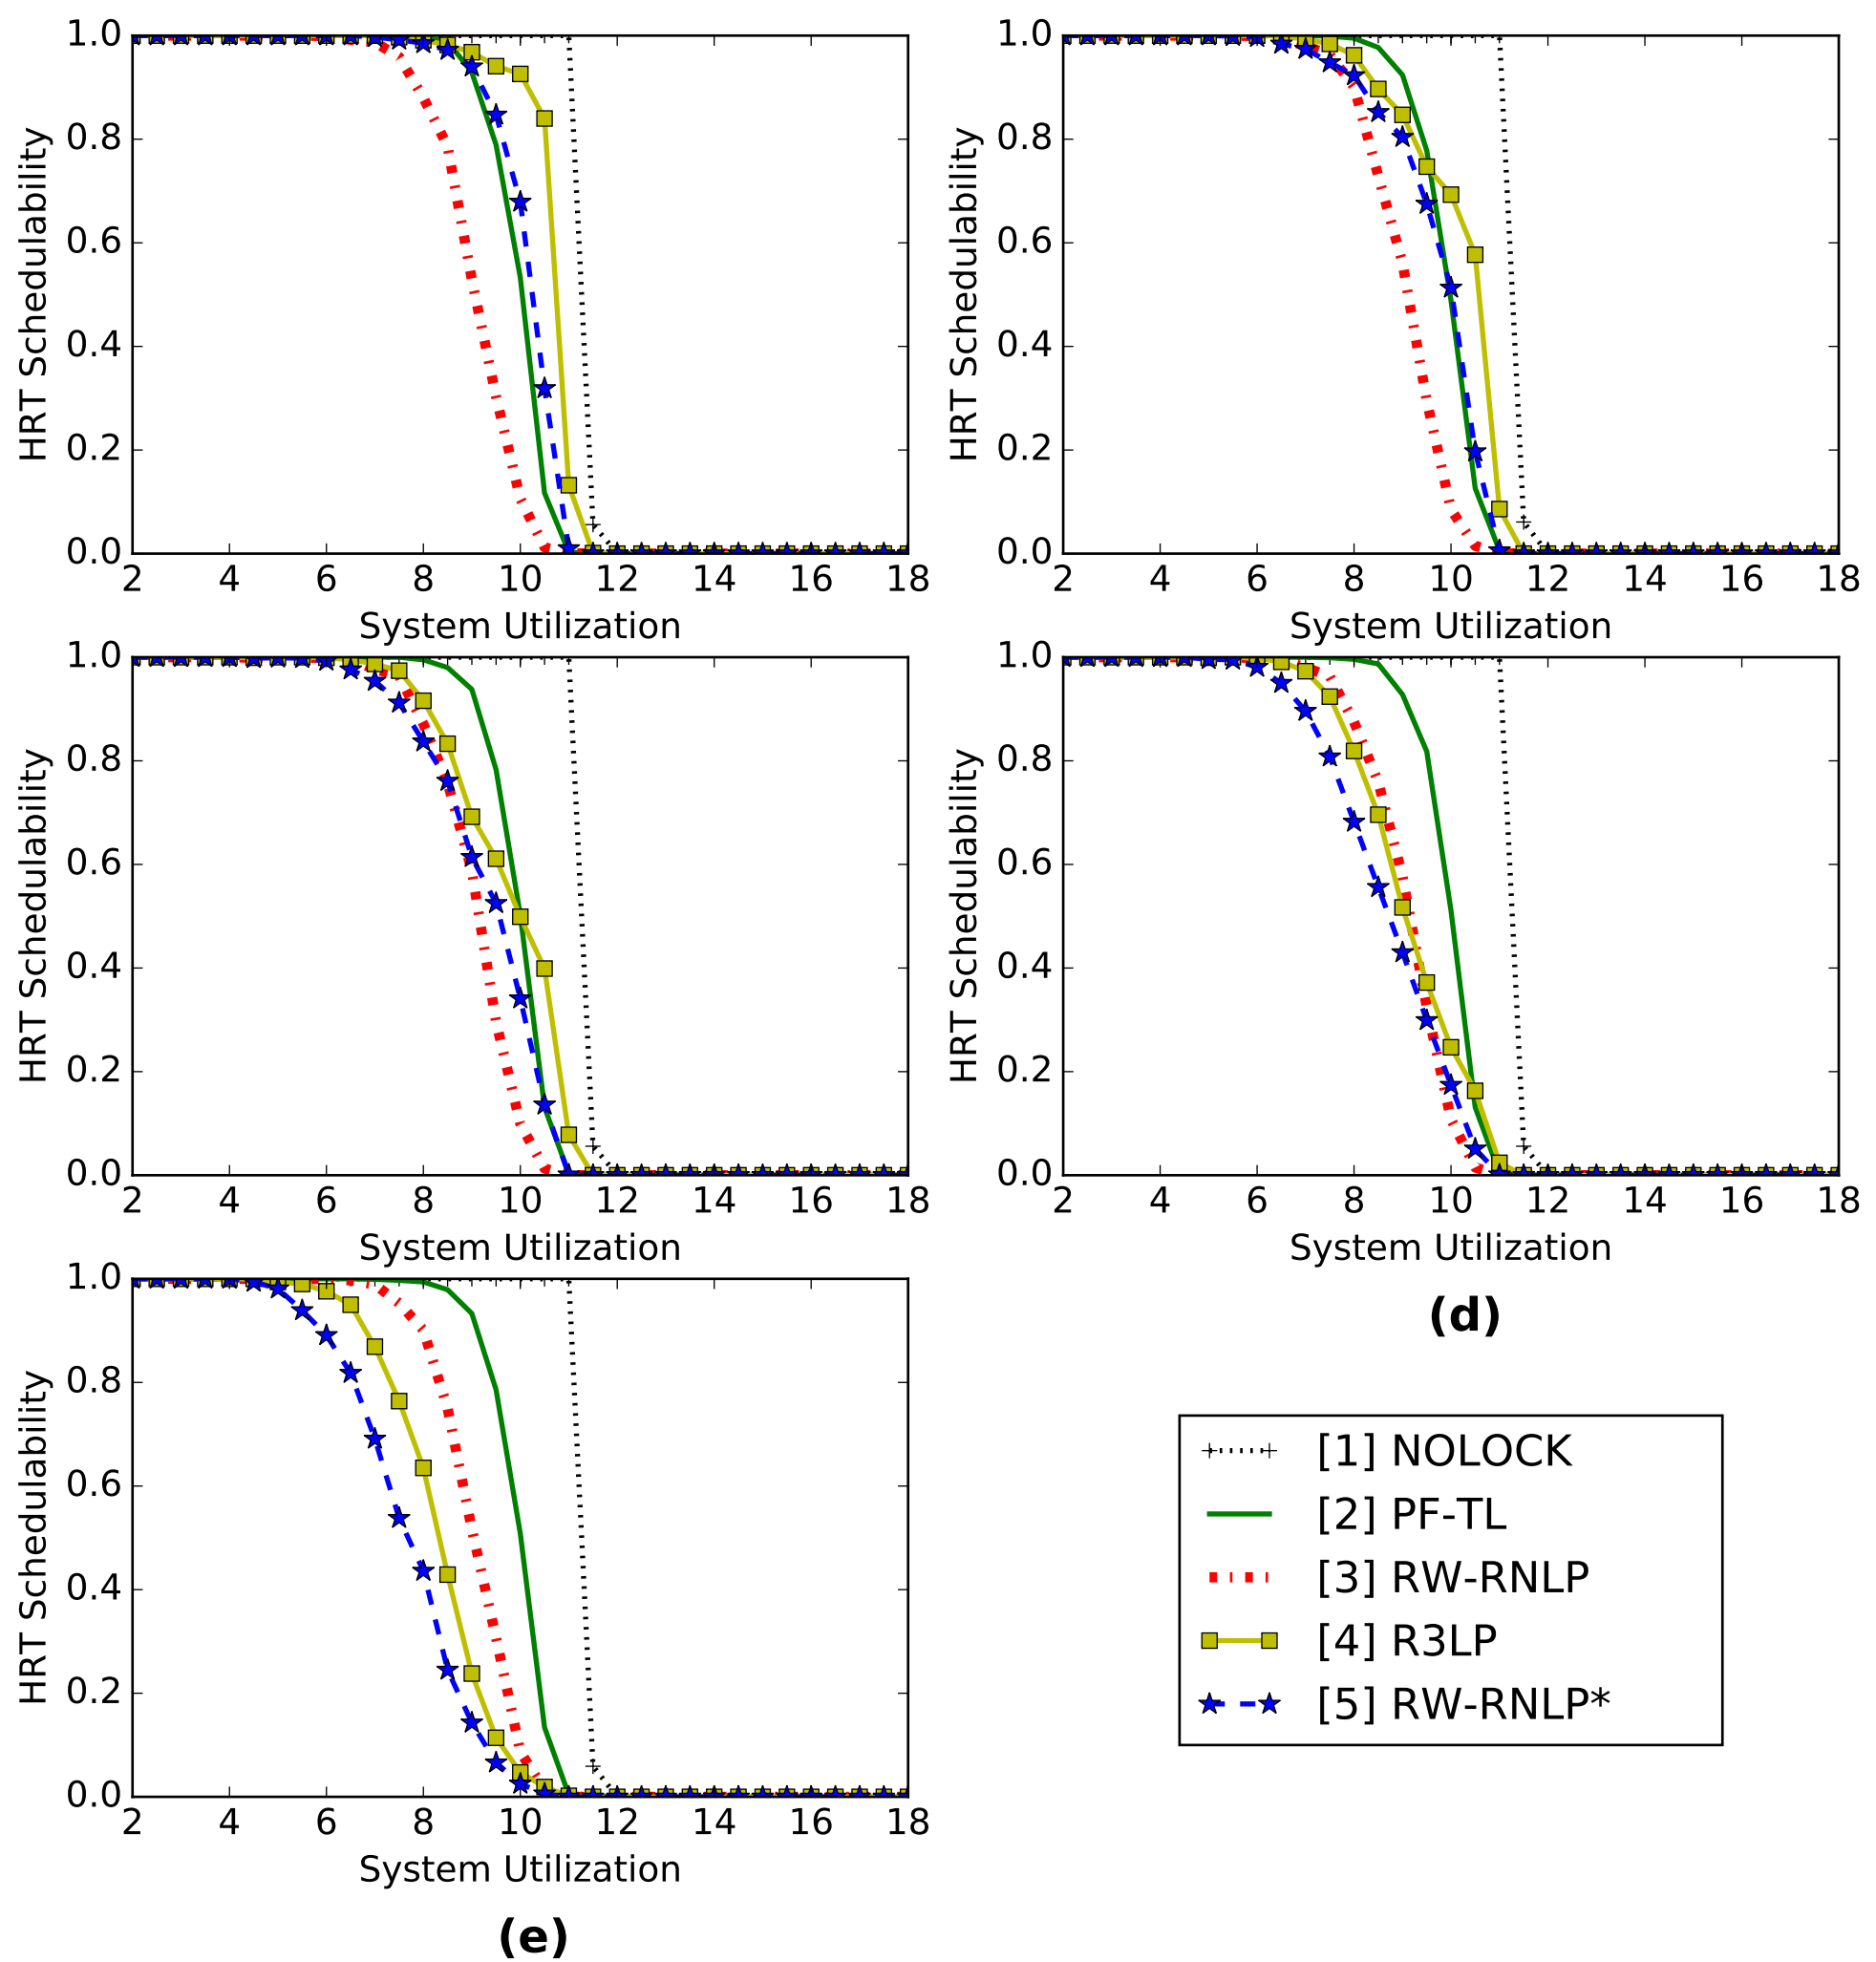 1.0
0.8
0.6
0.4
0.2
0.0
HRT Schedulability
2 4 6 8 10 12 14 16 18
System Utilization
1.0
0.8
0.6
0.4
0.2
0.0
HRT Schedulability
2 4 6 8 10 12 14 16 18
System Utilization
1.0
0.8
0.6
0.4
0.2
0.0
HRT Schedulability
2 4 6 8 10 12 14 16 18
System Utilization
1.0
0.8
0.6
0.4
0.2
0.0
HRT Schedulability
2 4 6 8 10 12 14 16 18
System Utilization
(d)
1.0
0.8
0.6
0.4
0.2
0.0
HRT Schedulability
2 4 6 8 10 12 14 16 18
System Utilization
(e)
[1] NOLOCK
[2] PF-TL
[3] RW-RNLP
[4] R3LP
[5] RW-RNLP*